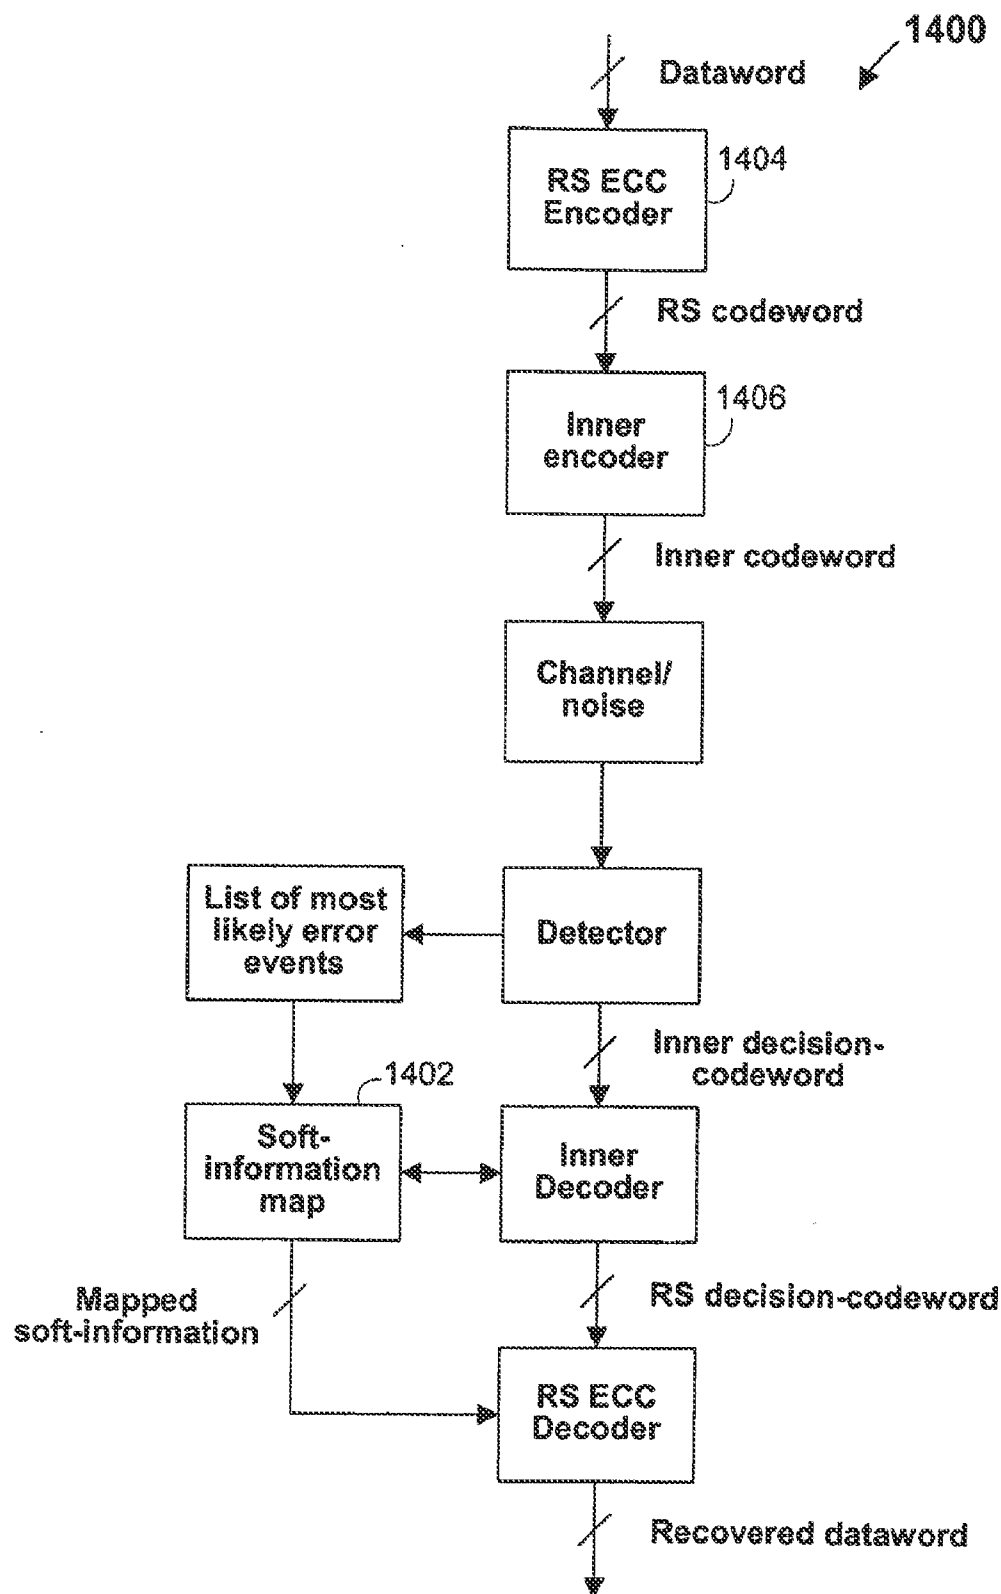 1400
Dataword
1404
RS ECC
Encoder
RS codeword
1406
Inner
encoder
Inner codeword
Channel/
noise
List of most
likely error
events
Detector
Inner decision-
codeword
1402
Soft-
information
map
Inner
Decoder
Mapped
soft-information
RS decision-codeword
RS ECC
Decoder
Recovered dataword